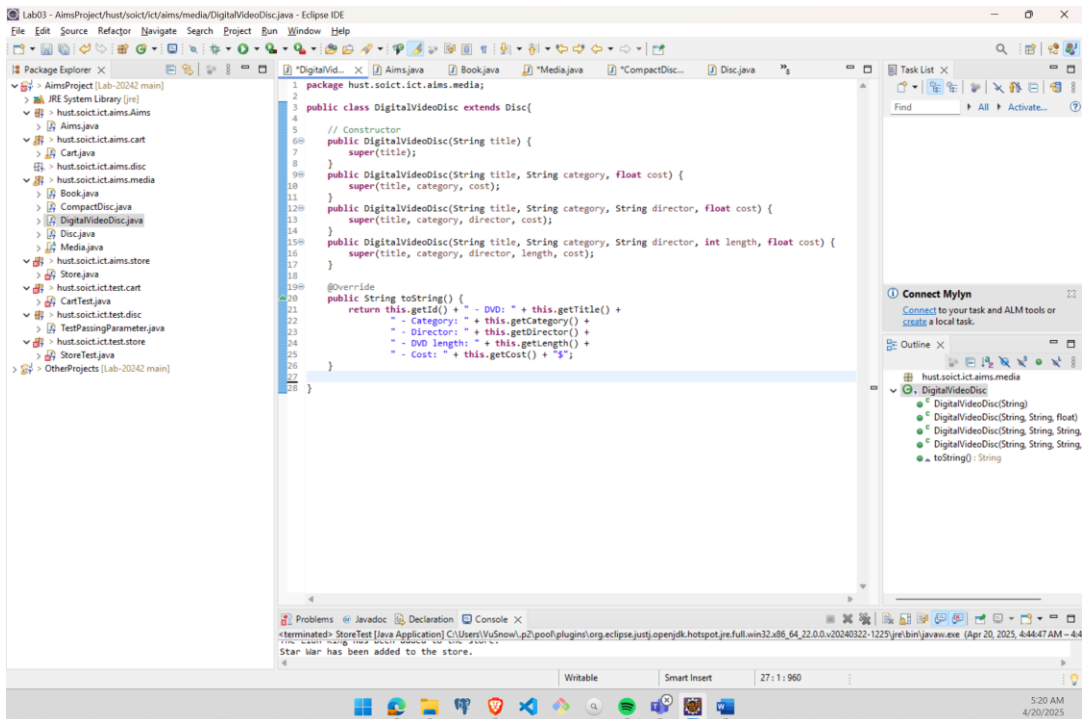 Lab03 - AimsProject/hust/soict/ict/aims/media/DigitalVideoDisc.java - Eclipse IDE
File Edit Source Refactor Navigate Search Project Run Window Help
Package Explorer
AimsProject [Lab-20242 main]
JRE System Library [jre]
> hust.soict.ict.aims.Aims
> Aims.java
> hust.soict.ict.aims.cart
> Cart.java
> hust.soict.ict.aims.disc
> hust.soict.ict.aims.media
> Book.java
> CompactDisc.java
> DigitalVideoDisc.java
> Disc.java
> Media.java
> hust.soict.ict.aims.store
> Store.java
> hust.soict.ict.test.cart
> CartTest.java
> hust.soict.ict.test.disc
> TestPassingParameter.java
> hust.soict.ict.test.store
> StoreTest.java
> OtherProjects [Lab-20242 main]
*DigitalVid... Aims.java Book.java *Media.java *CompactDisc... Disc.java »8
1 package hust.soict.ict.aims.media;
2
3 public class DigitalVideoDisc extends Disc{
4
5 // Constructor
6 public DigitalVideoDisc(String title) {
7 super(title);
8 }
9 public DigitalVideoDisc(String title, String category, float cost) {
10 super(title, category, cost);
11 }
12 public DigitalVideoDisc(String title, String category, String director, float cost) {
13 super(title, category, director, cost);
14 }
15 public DigitalVideoDisc(String title, String category, String director, int length, float cost) {
16 super(title, category, director, length, cost);
17 }
18
19 @Override
20 public String toString() {
21 return this.getId() + " - DVD: " + this.getTitle() +
22 " - Category: " + this.getCategory() +
23 " - Director: " + this.getDirector() +
24 " - DVD length: " + this.getLength() +
25 " - Cost: " + this.getCost() + "$";
26 }
27
28 }
Task List
Find All Activate...
Connect Mylyn
Connect to your task and ALM tools or
create a local task.
Outline
hust.soict.ict.aims.media
DigitalVideoDisc
DigitalVideoDisc(String)
DigitalVideoDisc(String, String, float)
DigitalVideoDisc(String, String, String,
DigitalVideoDisc(String, String, String,
toString() : String
Problems Javadoc Declaration Console
<terminated> StoreTest [Java Application] C:\Users\VuSnow\.p2\pool\plugins\org.eclipse.justj.openjdk.hotspot.jre.full.win32.x86_64_22.0.0.v20240322-1225\jre\bin\javaw.exe (Apr 20, 2025, 4:44:47 AM – 4:4
The Lion King has been added to the store.
Star War has been added to the store.
Writable Smart Insert 27 : 1 : 960
5:20 AM
4/20/2025